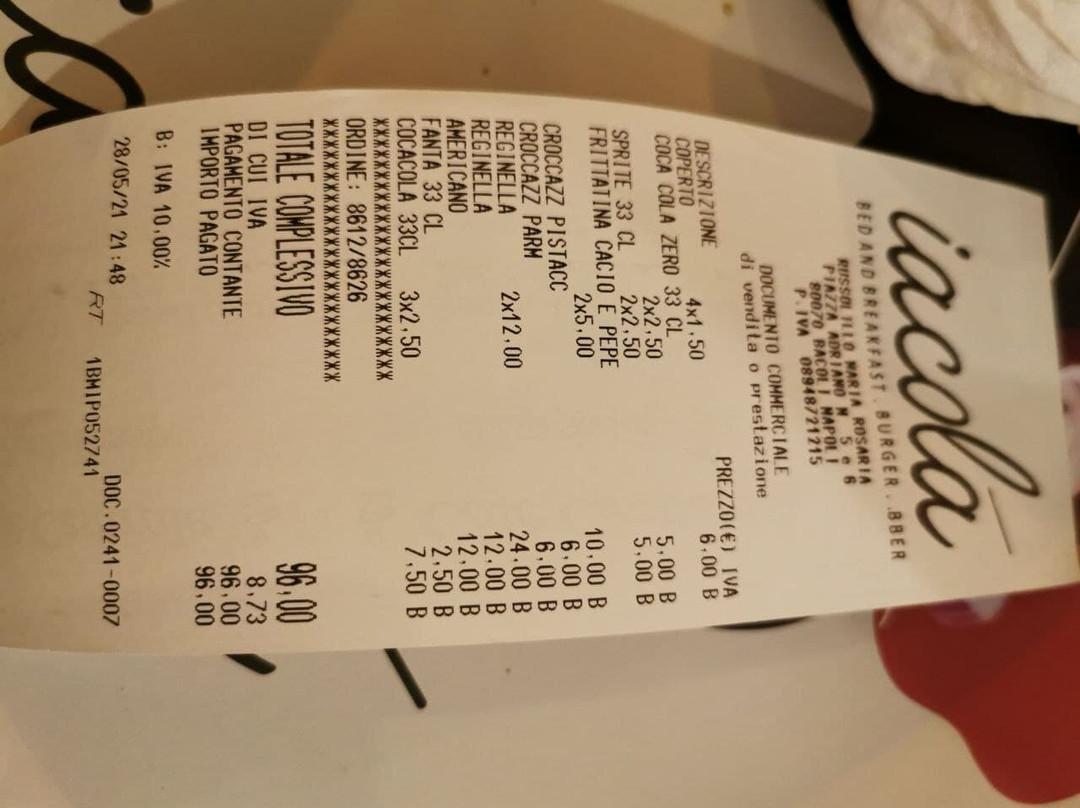 iacolà
BED AND BREAKFAST . BURGER . .BBER
RUSSOLILLO MARIA ROSARIA
PIAZZA ADRIANO N 5 e 6
80070 BACOLI NAPOLI
P.IVA 08948721215
DOCUMENTO COMMERCIALE
di vendita o prestazione
DESCRIZIONE PREZZO(€) IVA
COPERTO 4x1,50 6,00 B
COCA COLA ZERO 33 CL
2x2,50 5,00 B
SPRITE 33 CL 2x2,50 5,00 B
FRITTATINA CACIO E PEPE
2x5,00 10,00 B
CROCCAZZ PISTACC 6,00 B
CROCCAZZ PARM 6,00 B
REGINELLA 2x12,00 24,00 B
REGINELLA 12,00 B
AMERICANO 12,00 B
FANTA 33 CL 2,50 B
COCACOLA 33CL 3x2,50 7,50 B
ORDINE: 8612/8626
TOTALE COMPLESSIVO 96,00
DI CUI IVA 8,73
PAGAMENTO CONTANTE 96,00
IMPORTO PAGATO 96,00
B: IVA 10.00%
28/05/21 21:48 DOC.0241-0007
RT 1BMIP052741